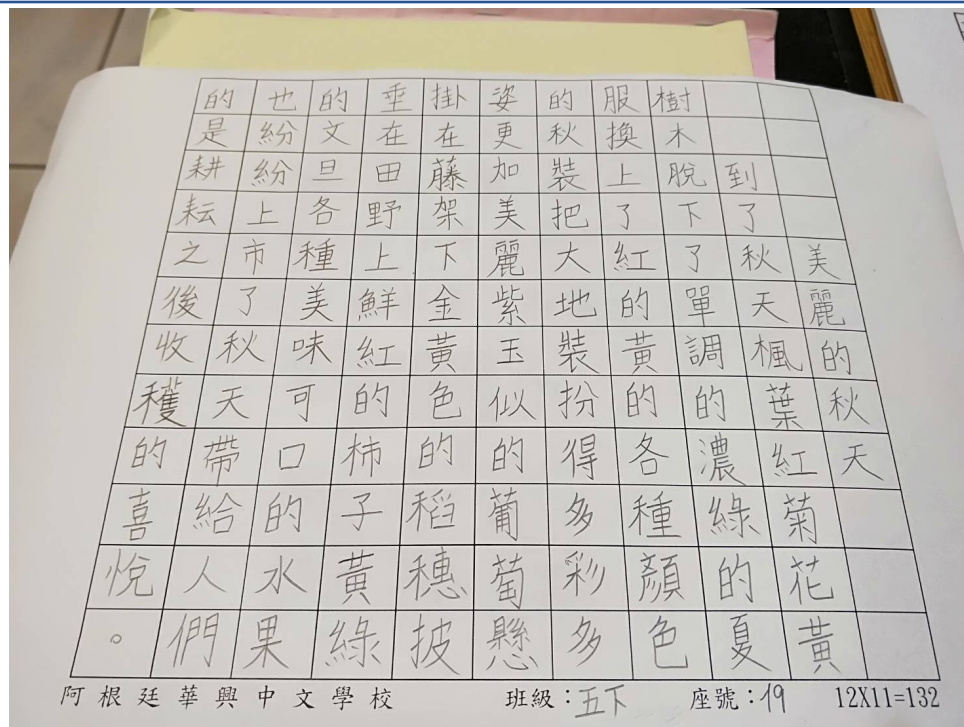 美麗的秋天
到了秋天楓葉紅菊花黃
樹木脫下了單調的濃綠的夏
服換上了紅的黃的各種顏色
的秋裝把大地裝扮得多彩多
姿更加美麗紫玉似的葡萄懸
掛在藤架下金黃色的稻穗披
垂在田野上鮮紅的柿子黃綠
的文旦各種美味可口的水果
也紛紛上市了秋天帶給人們
的是耕耘之後收穫的喜悅。
阿根廷華興中文學校 班級：五下 座號：19 12X11=132